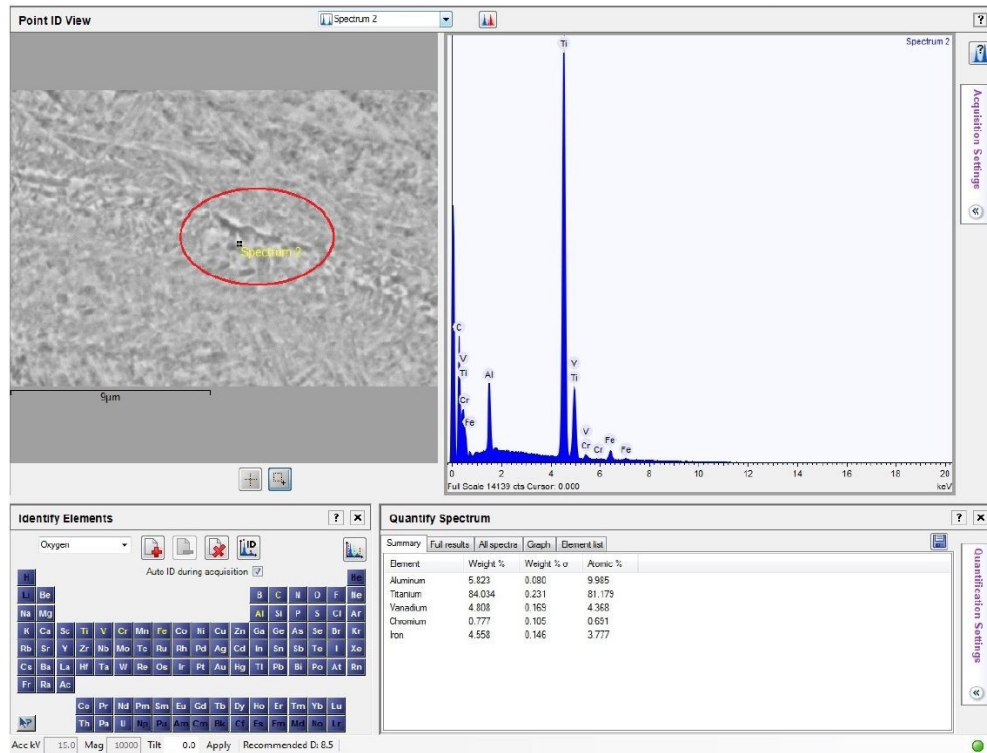 Point ID View
Spectrum 2
?
Spectrum 2
9µm
Spectrum 2
Ti
C
V
Ti
Cr
Fe
Al
V
Ti
V
Cr
Cr
Fe
Fe
0 2 4 6 8 10 12 14 16 18 20
Full Scale 14139 cts Cursor: 0.000
keV
Acquisition Settings
Identify Elements
? X
Oxygen
ID
Auto ID during acquisition
H He
Li Be B C N O F Ne
Na Mg Al Si P S Cl Ar
K Ca Sc Ti V Cr Mn Fe Co Ni Cu Zn Ga Ge As Se Br Kr
Rb Sr Y Zr Nb Mo Tc Ru Rh Pd Ag Cd In Sn Sb Te I Xe
Cs Ba La Hf Ta W Re Os Ir Pt Au Hg Tl Pb Bi Po At Rn
Fr Ra Ac
Ce Pr Nd Pm Sm Eu Gd Tb Dy Ho Er Tm Yb Lu
Th Pa U Np Pu Am Cm Bk Cf Es Fm Md No Lr
Quantify Spectrum
? X
Summary Full results All spectra Graph Element list
Element Weight % Weight % σ Atomic %
Aluminum 5.823 0.080 9.985
Titanium 84.034 0.231 81.179
Vanadium 4.808 0.169 4.368
Chromium 0.777 0.105 0.691
Iron 4.558 0.146 3.777
Quantification Settings
Acc kV 15.0 Mag 10000 Tilt 0.0 Apply Recommended D: 8.5